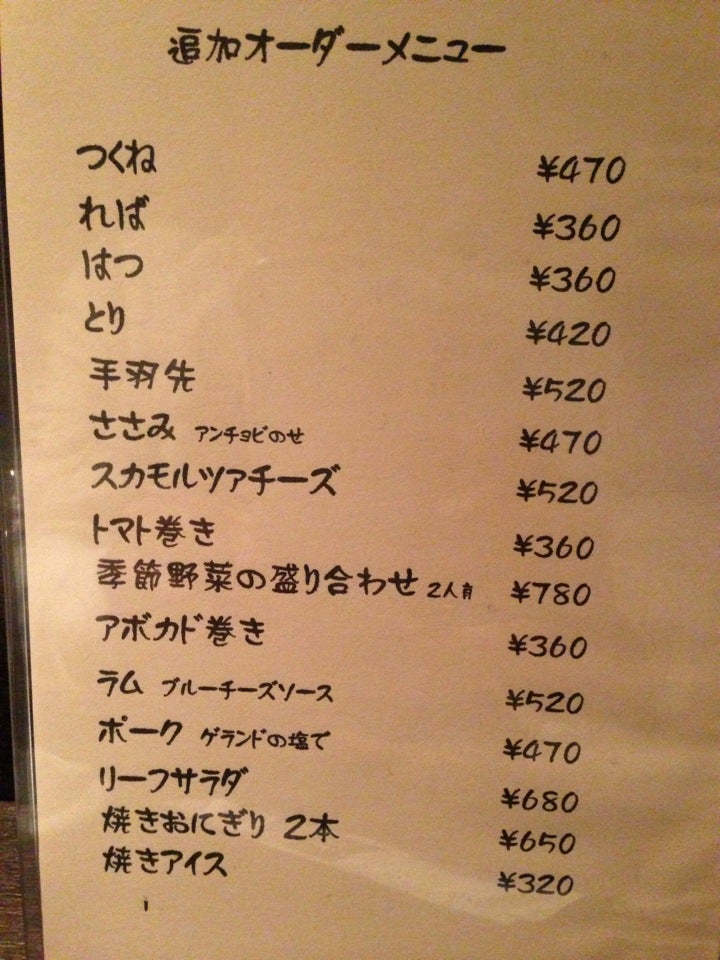 追加オーダーメニュー
つくね ¥470
ればー ¥360
はつ ¥360
とり ¥420
手羽先 ¥520
ささみ アンチョビのせ ¥470
スカモルツァチーズ ¥520
トマト巻き ¥360
季節野菜の盛り合わせ 2人有 ¥780
アボカド巻き ¥360
ラム ブルーチーズソース ¥520
ポーク ゲランドの塩で ¥470
リーフサラダ ¥680
焼きおにぎり 2本 ¥650
焼きアイス ¥320